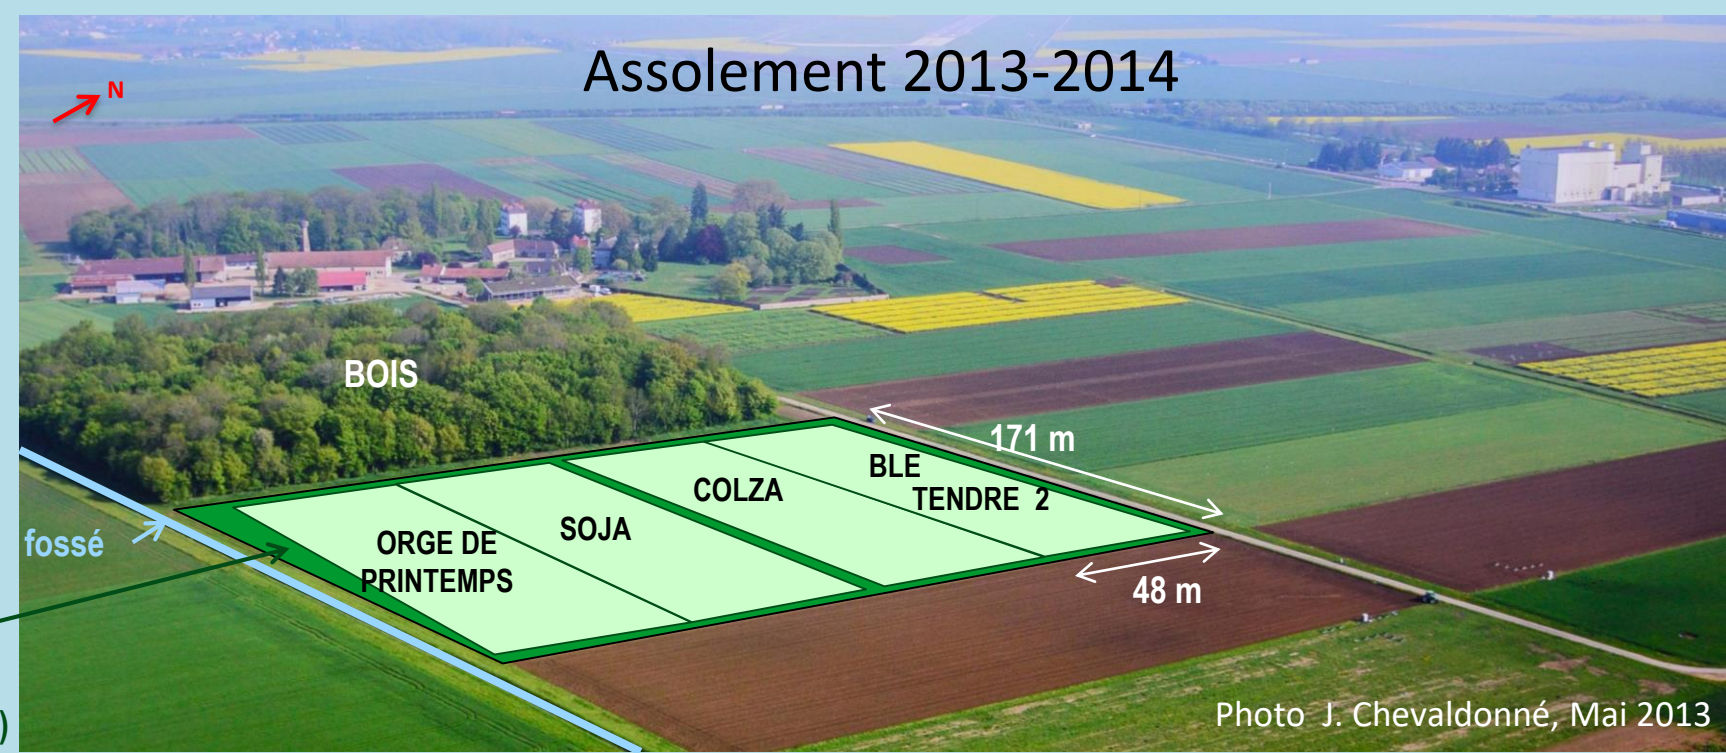 Assolement 2013-2014
N
BOIS
171 m
BLE
TENDRE 2
COLZA
SOJA
ORGE DE
PRINTEMPS
fossé
48 m
Photo J. Chevaldonné, Mai 2013
)